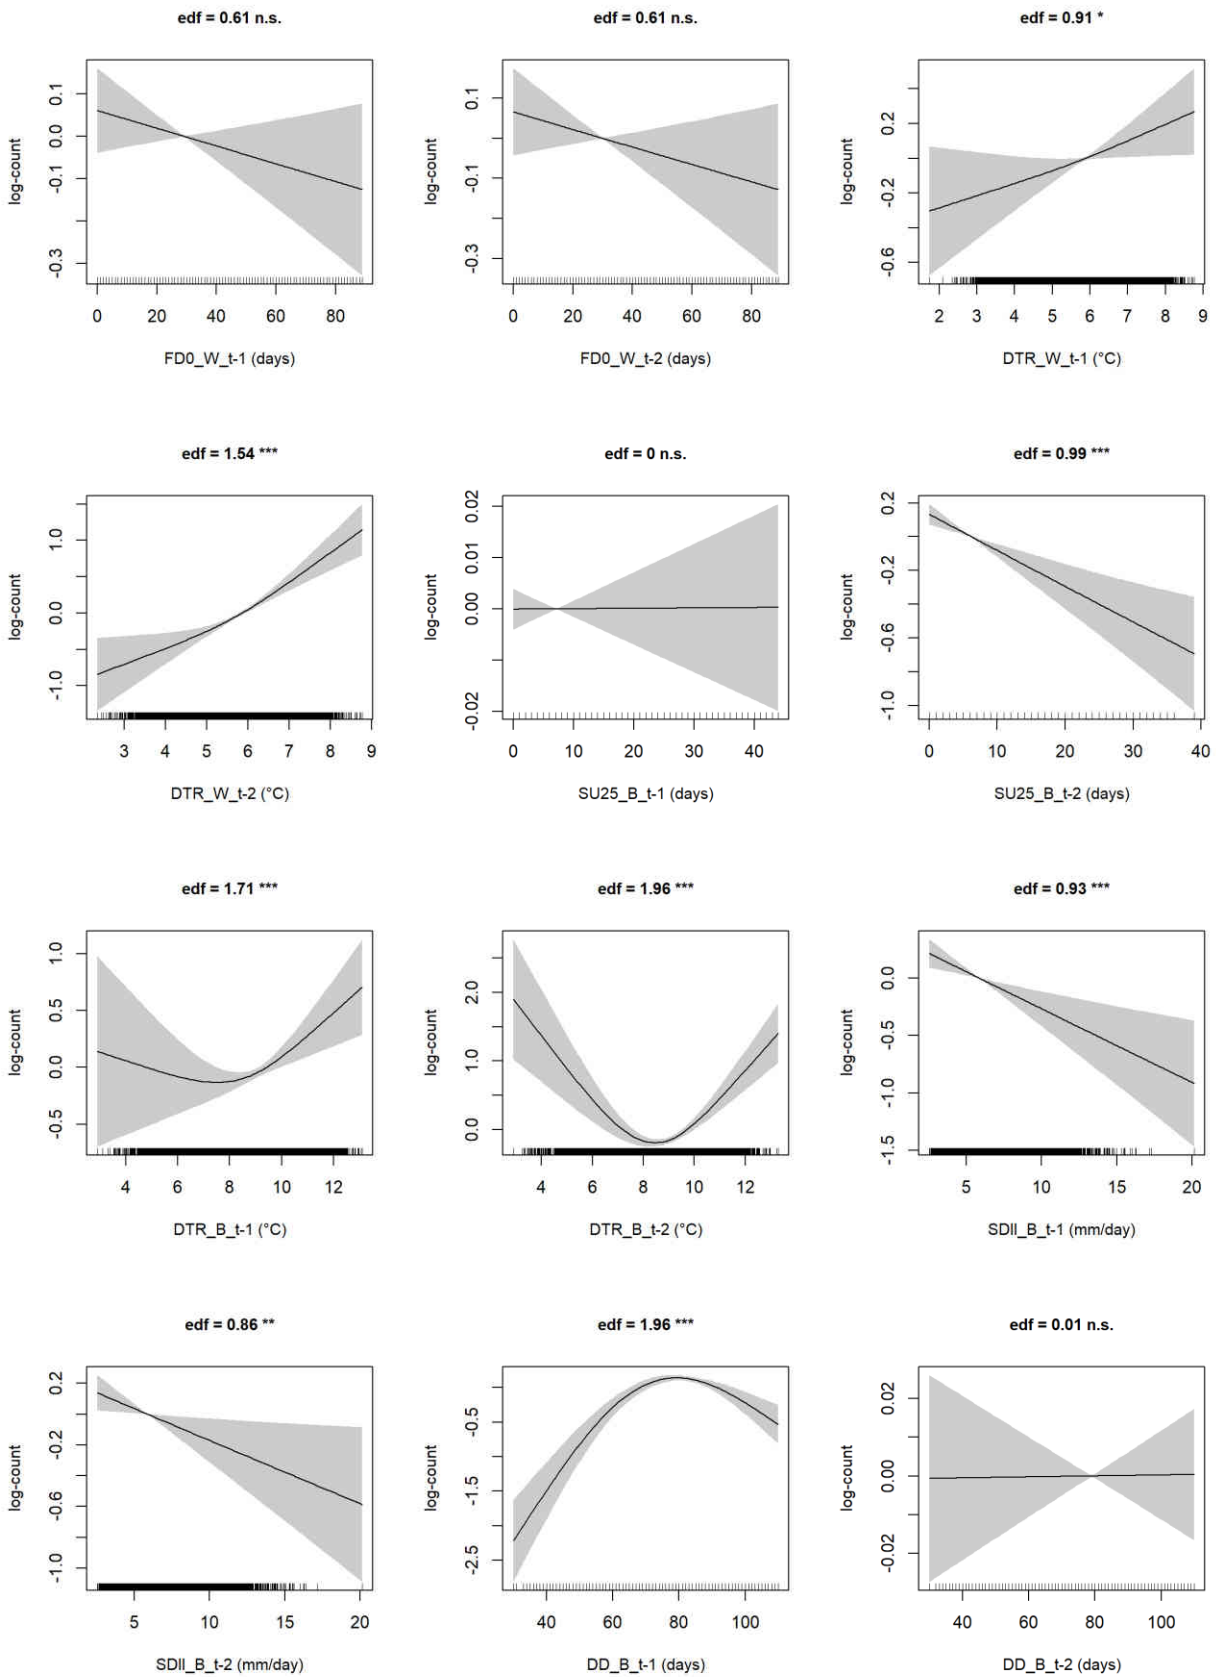 edf = 0.61 n.s.
log-count
0.1
0.0
-0.1
-0.3
0 20 40 60 80
FD0_W_t-1 (days)
edf = 0.61 n.s.
log-count
0.1
-0.1
-0.3
0 20 40 60 80
FD0_W_t-2 (days)
edf = 0.91 *
log-count
0.2
-0.2
-0.6
2 3 4 5 6 7 8 9
DTR_W_t-1 (°C)
edf = 1.54 ***
log-count
1.0
0.0
-1.0
3 4 5 6 7 8 9
DTR_W_t-2 (°C)
edf = 0 n.s.
log-count
0.02
0.00
-0.02
0 10 20 30 40
SU25_B_t-1 (days)
edf = 0.99 ***
log-count
0.2
-0.2
-0.6
-1.0
0 10 20 30 40
SU25_B_t-2 (days)
edf = 1.71 ***
log-count
1.0
0.5
0.0
-0.5
4 6 8 10 12
DTR_B_t-1 (°C)
edf = 1.96 ***
log-count
2.0
1.0
0.0
4 6 8 10 12
DTR_B_t-2 (°C)
edf = 0.93 ***
log-count
0.0
-0.5
-1.0
-1.5
5 10 15 20
SDII_B_t-1 (mm/day)
edf = 0.86 **
log-count
0.2
-0.2
-0.6
-1.0
5 10 15 20
SDII_B_t-2 (mm/day)
edf = 1.96 ***
log-count
-0.5
-1.5
-2.5
40 60 80 100
DD_B_t-1 (days)
edf = 0.01 n.s.
log-count
0.02
0.00
-0.02
40 60 80 100
DD_B_t-2 (days)